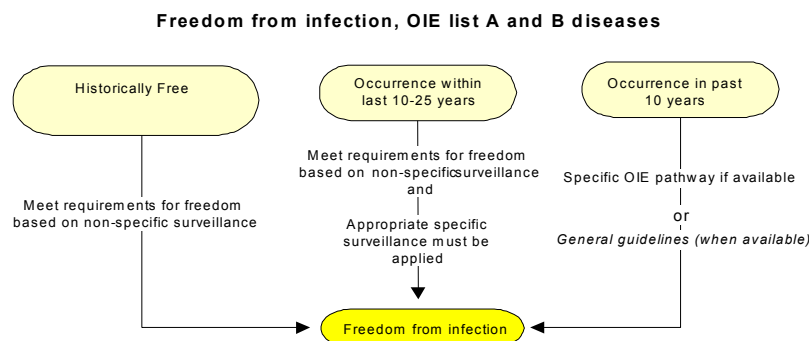 Freedom from infection, OIE list A and B diseases
Historically Free
Meet requirements for freedom
based on non-specific surveillance
Occurrence within
last 10-25 years
Meet requirements for freedom
based on non-specificsurveillance
and
Appropriate specific
surveillance must be
applied
Occurrence in past
10 years
Specific OIE pathway if available
or
General guidelines (when available)
Freedom from infection